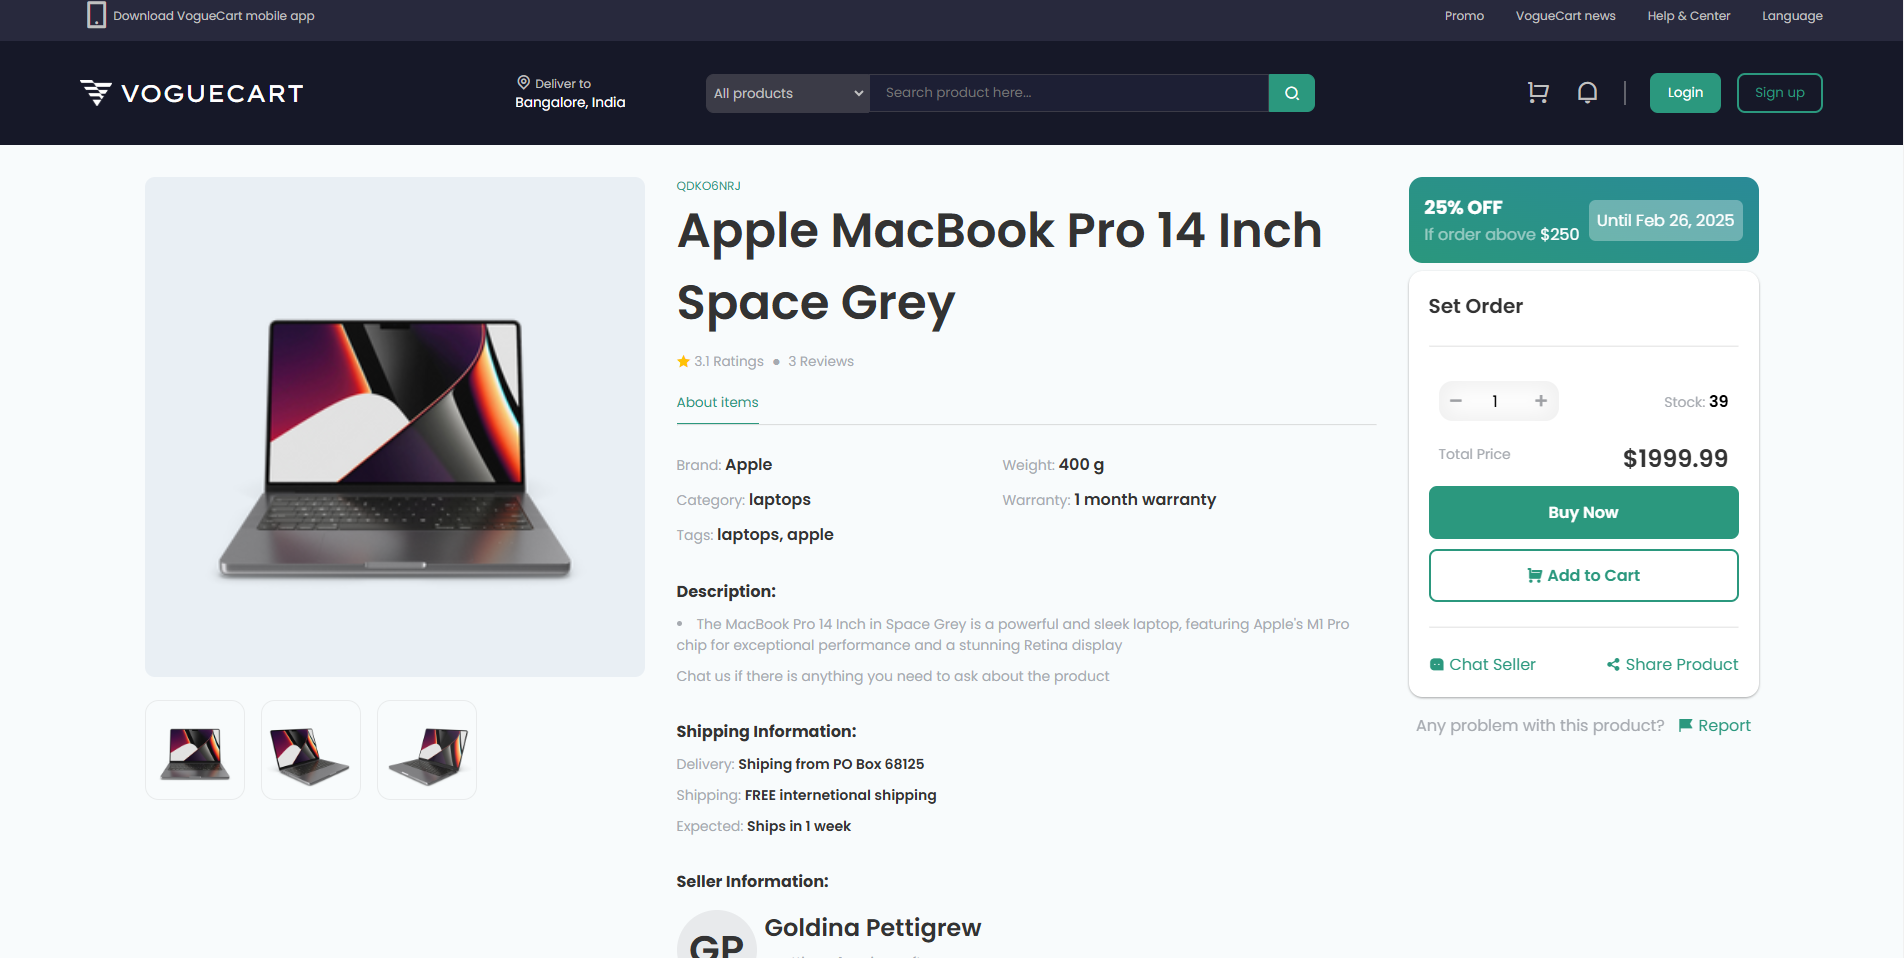 Download VogueCart mobile app
Promo
VogueCart news
Help & Center
Language
VOGUECART
Deliver to
Bangalore, India
All products
Search product here...
Login
Sign up
QDKO6NRJ
Apple MacBook Pro 14 Inch
Space Grey
3.1 Ratings • 3 Reviews
About items
Brand: Apple
Weight: 400 g
Category: laptops
Warranty: 1 month warranty
Tags: laptops, apple
Description:
• The MacBook Pro 14 Inch in Space Grey is a powerful and sleek laptop, featuring Apple's M1 Pro
chip for exceptional performance and a stunning Retina display
Chat us if there is anything you need to ask about the product
Shipping Information:
Delivery: Shiping from PO Box 68125
Shipping: FREE internetional shipping
Expected: Ships in 1 week
Seller Information:
GP
Goldina Pettigrew
25% OFF
If order above $250
Until Feb 26, 2025
Set Order
1
Stock: 39
Total Price
$1999.99
Buy Now
Add to Cart
Chat Seller
Share Product
Any problem with this product? Report